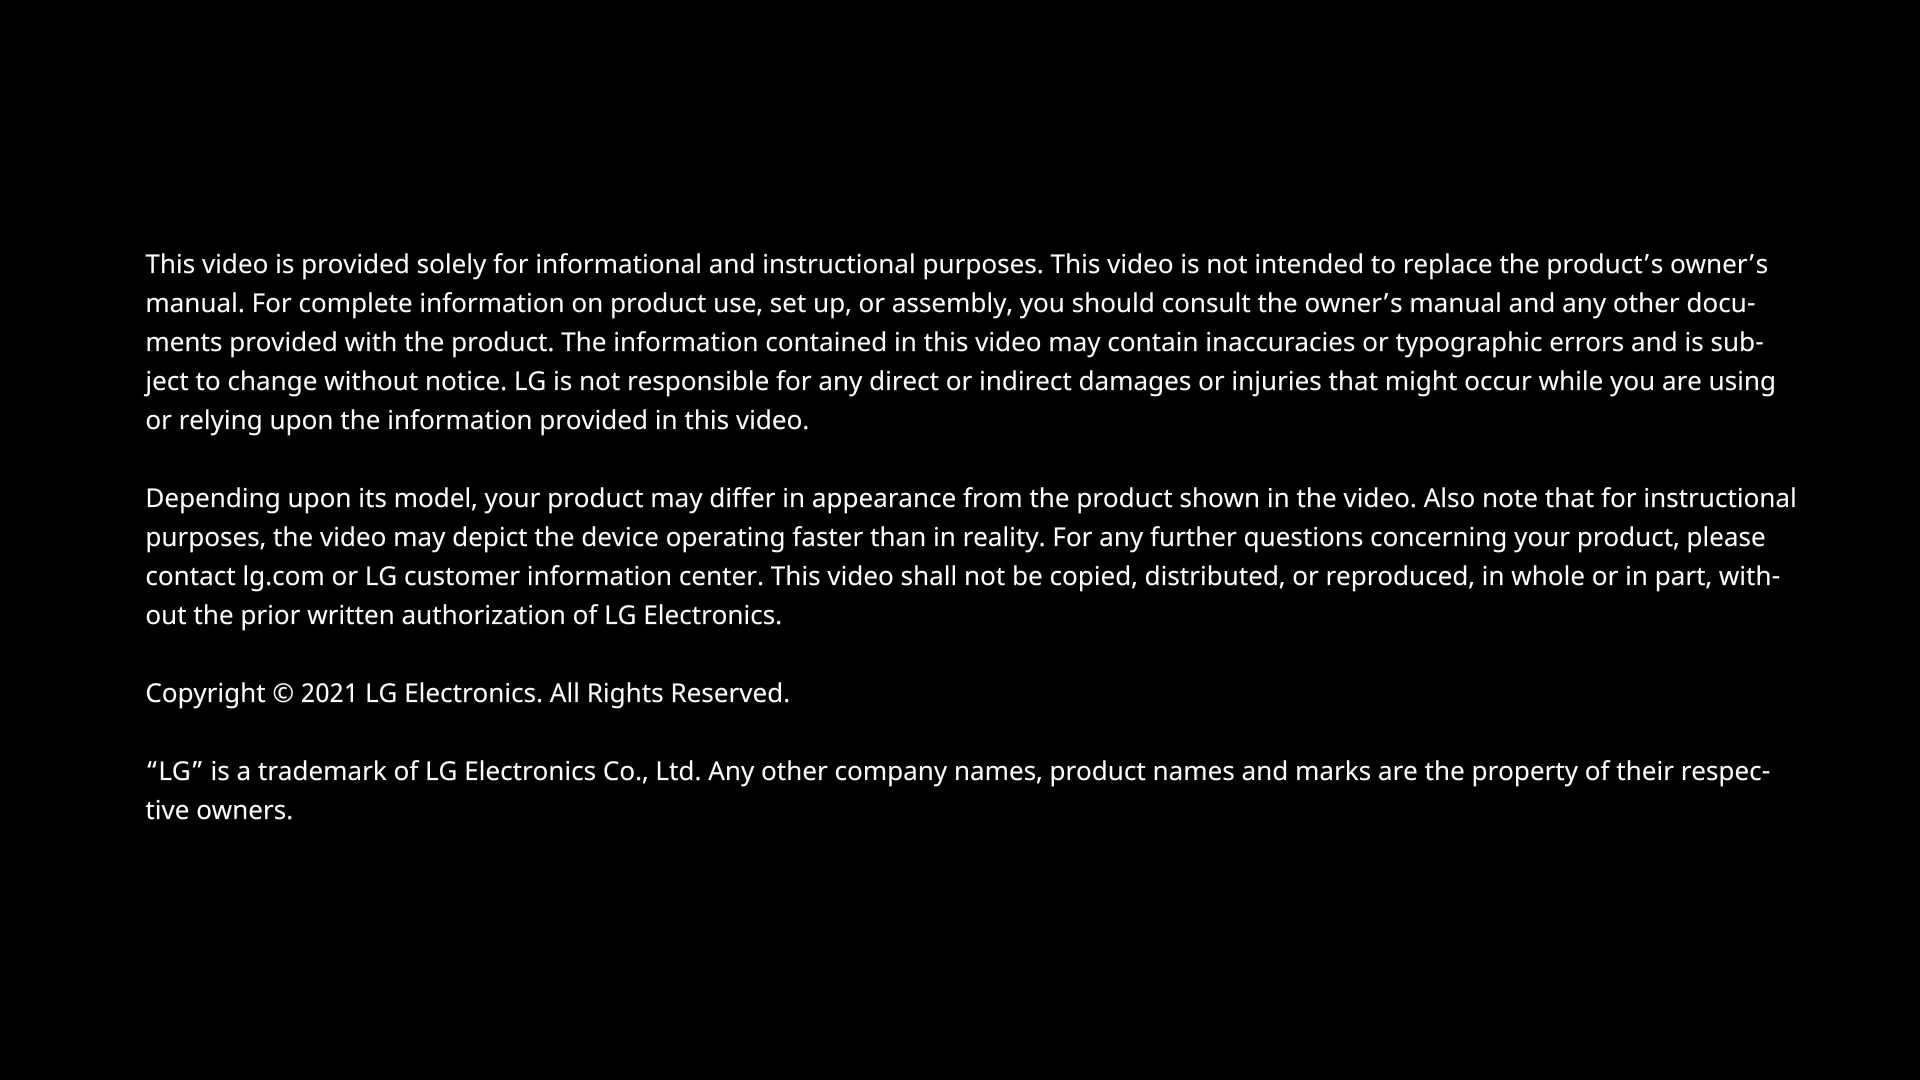 This video is provided solely for informational and instructional purposes. This video is not intended to replace the product’s owner’s
manual. For complete information on product use, set up, or assembly, you should consult the owner’s manual and any other docu-
ments provided with the product. The information contained in this video may contain inaccuracies or typographic errors and is sub-
ject to change without notice. LG is not responsible for any direct or indirect damages or injuries that might occur while you are using
or relying upon the information provided in this video.
Depending upon its model, your product may differ in appearance from the product shown in the video. Also note that for instructional
purposes, the video may depict the device operating faster than in reality. For any further questions concerning your product, please
contact lg.com or LG customer information center. This video shall not be copied, distributed, or reproduced, in whole or in part, with-
out the prior written authorization of LG Electronics.
Copyright © 2021 LG Electronics. All Rights Reserved.
“LG” is a trademark of LG Electronics Co., Ltd. Any other company names, product names and marks are the property of their respec-
tive owners.